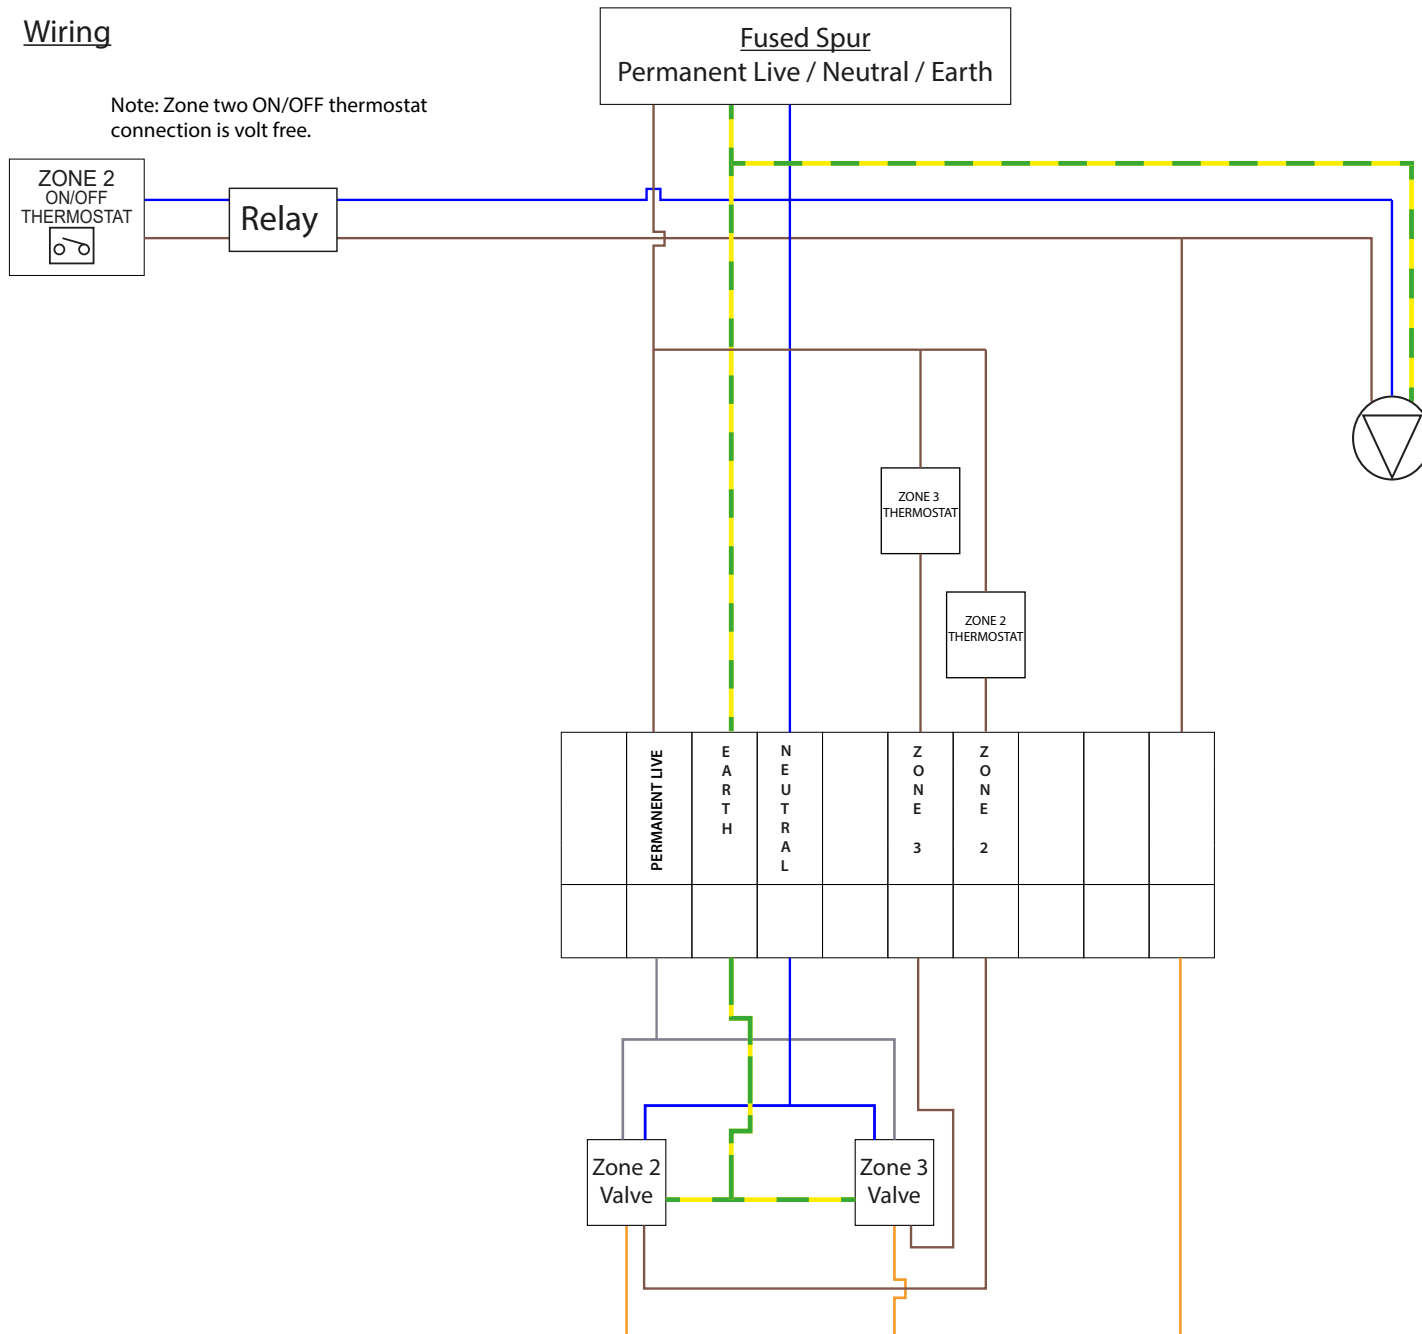 Wiring
Fused Spur
Permanent Live / Neutral / Earth
Note: Zone two ON/OFF thermostat
connection is volt free.
ZONE 2
ON/OFF
THERMOSTAT
Relay
ZONE 3
THERMOSTAT
ZONE 2
THERMOSTAT
PERMANENT LIVE
EARTH
NEUTRAL
ZONE 3
ZONE 2
Zone 2
Valve
Zone 3
Valve